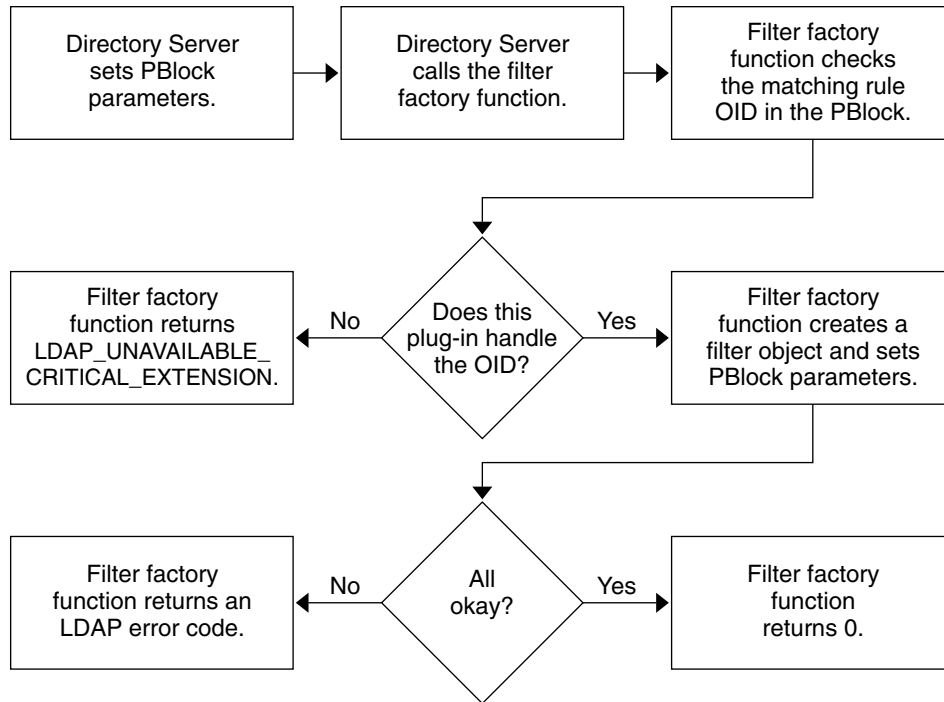 Directory Server
sets PBlock
parameters.
Directory Server
calls the filter
factory function.
Filter factory
function checks
the matching rule
OID in the PBlock.
Filter factory
function returns
LDAP_UNAVAILABLE_
CRITICAL_EXTENSION.
No
Does this
plug-in handle
the OID?
Yes
Filter factory
function creates a
filter object and sets
PBlock parameters.
Filter factory
function returns an
LDAP error code.
No
All
okay?
Yes
Filter factory
function
returns 0.